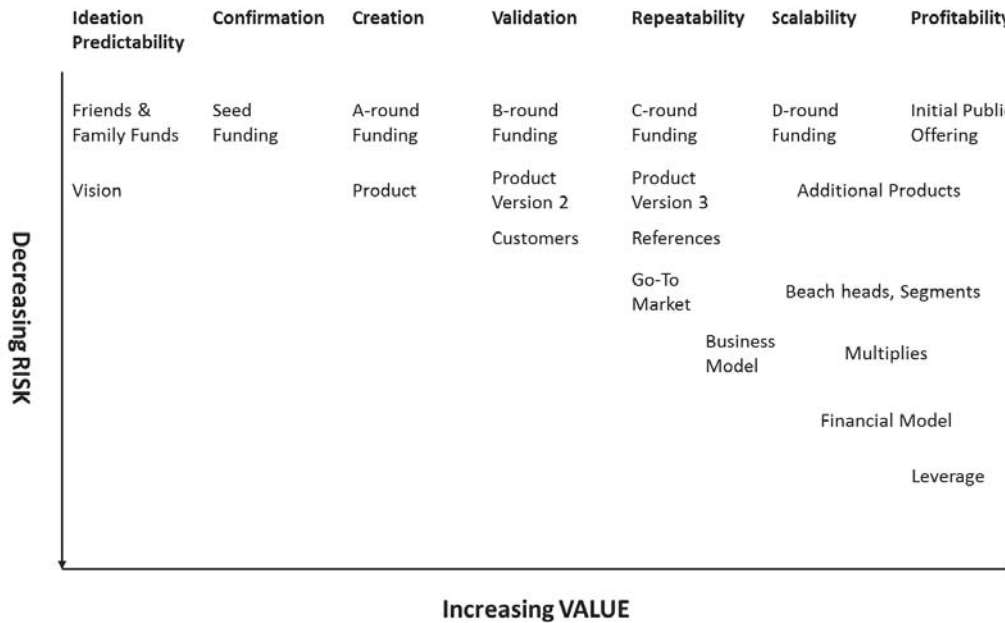 Ideation Confirmation Creation Validation Repeatability Scalability Profitability
Predictability
Friends & Seed A-round B-round C-round D-round Initial Public
Family Funds Funding Funding Funding Funding Funding Offering
Vision Product Product Version 2 Product Version 3 Additional Products
Customers References
Go-To Market Beach heads, Segments
Business Model Multiplies
Financial Model
Leverage
Decreasing RISK
Increasing VALUE